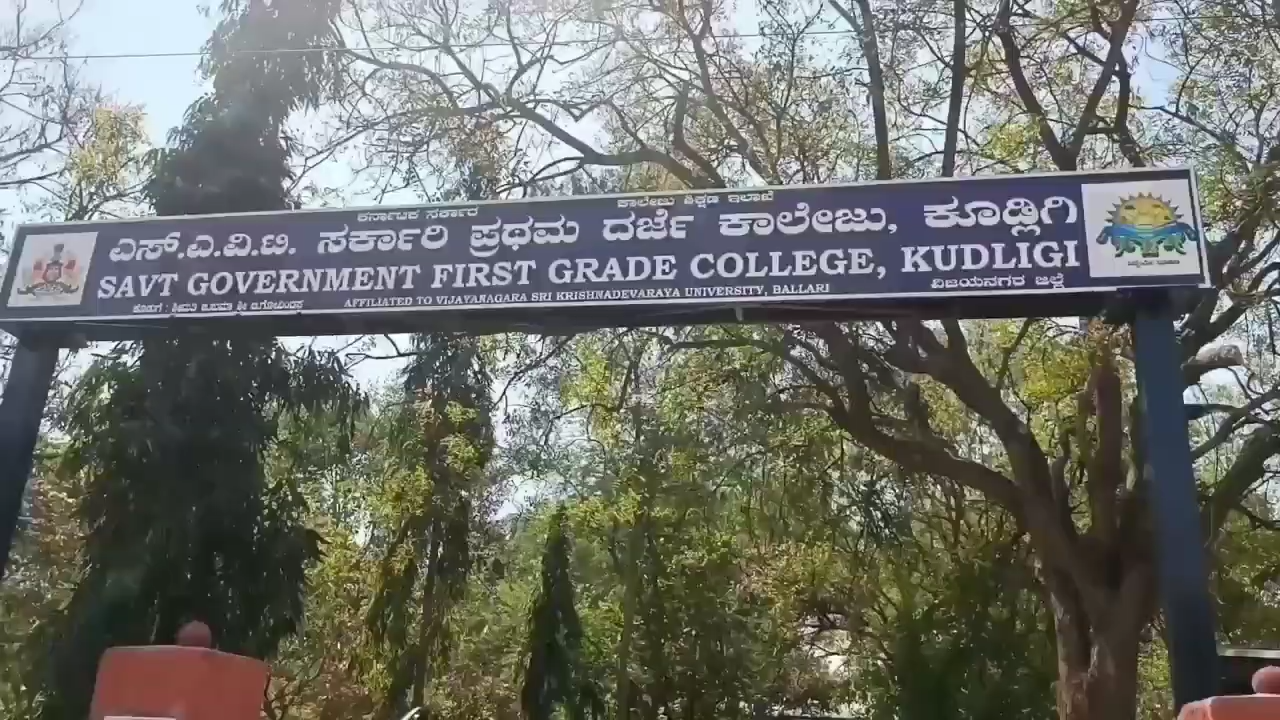 ಕರ್ನಾಟಕ ಸರ್ಕಾರ ಕಾಲೇಜು ಶಿಕ್ಷಣ ಇಲಾಖೆ
ಎಸ್.ಎ.ವಿ.ಟಿ. ಸರ್ಕಾರಿ ಪ್ರಥಮ ದರ್ಜೆ ಕಾಲೇಜು, ಕೂಡ್ಲಿಗಿ
SAVT GOVERNMENT FIRST GRADE COLLEGE, KUDLIGI
AFFILIATED TO VIJAYANAGARA SRI KRISHNADEVARAYA UNIVERSITY, BALLARI
ವಿಜಯನಗರ ಜಿಲ್ಲೆ